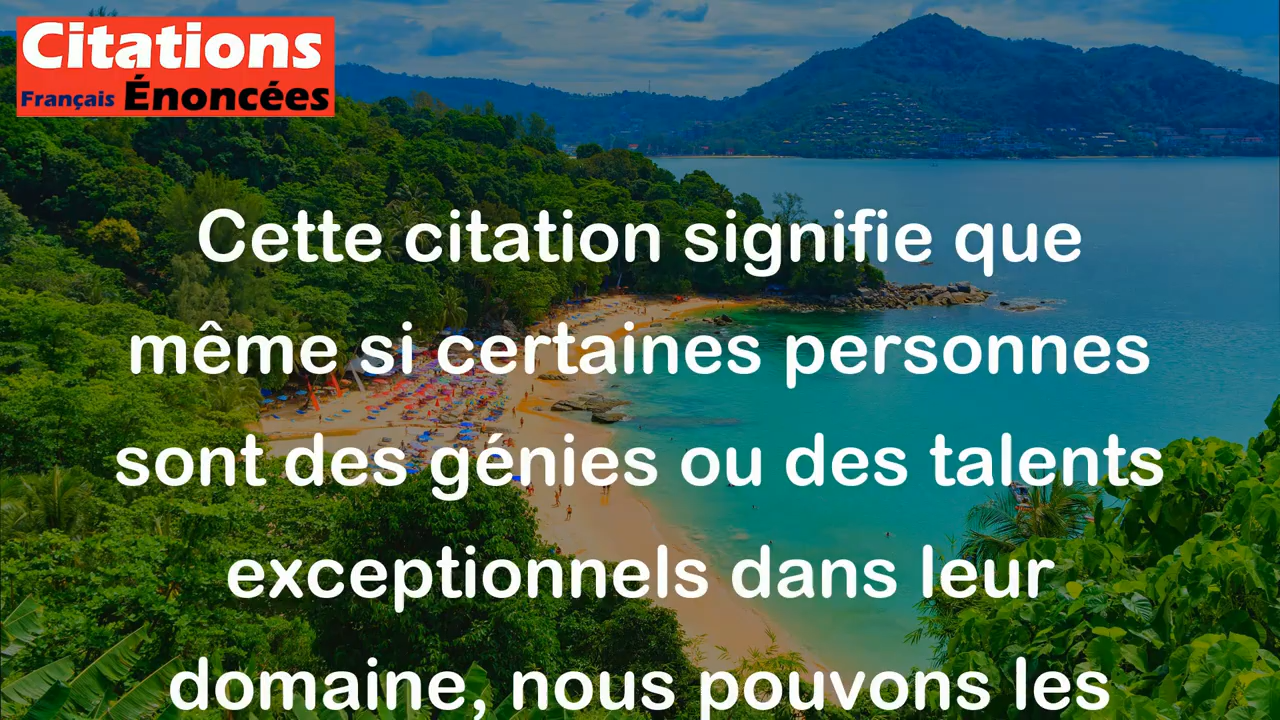 Citations
Français Énoncées
Cette citation signifie que
même si certaines personnes
sont des génies ou des talents
exceptionnels dans leur
domaine, nous pouvons les